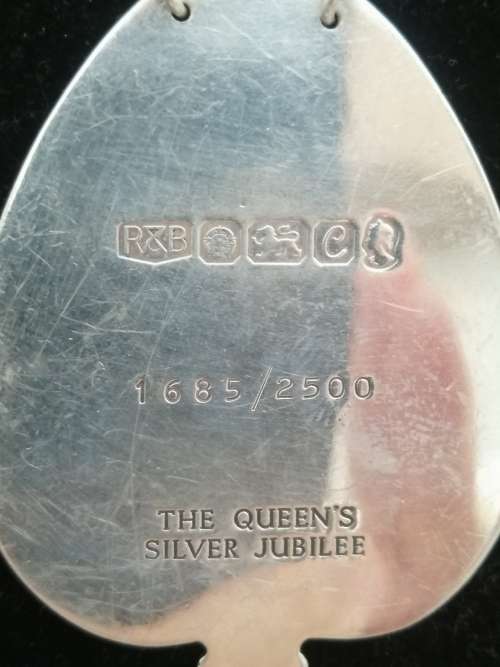 R&B C
1685/2500
THE QUEEN'S
SILVER JUBILEE